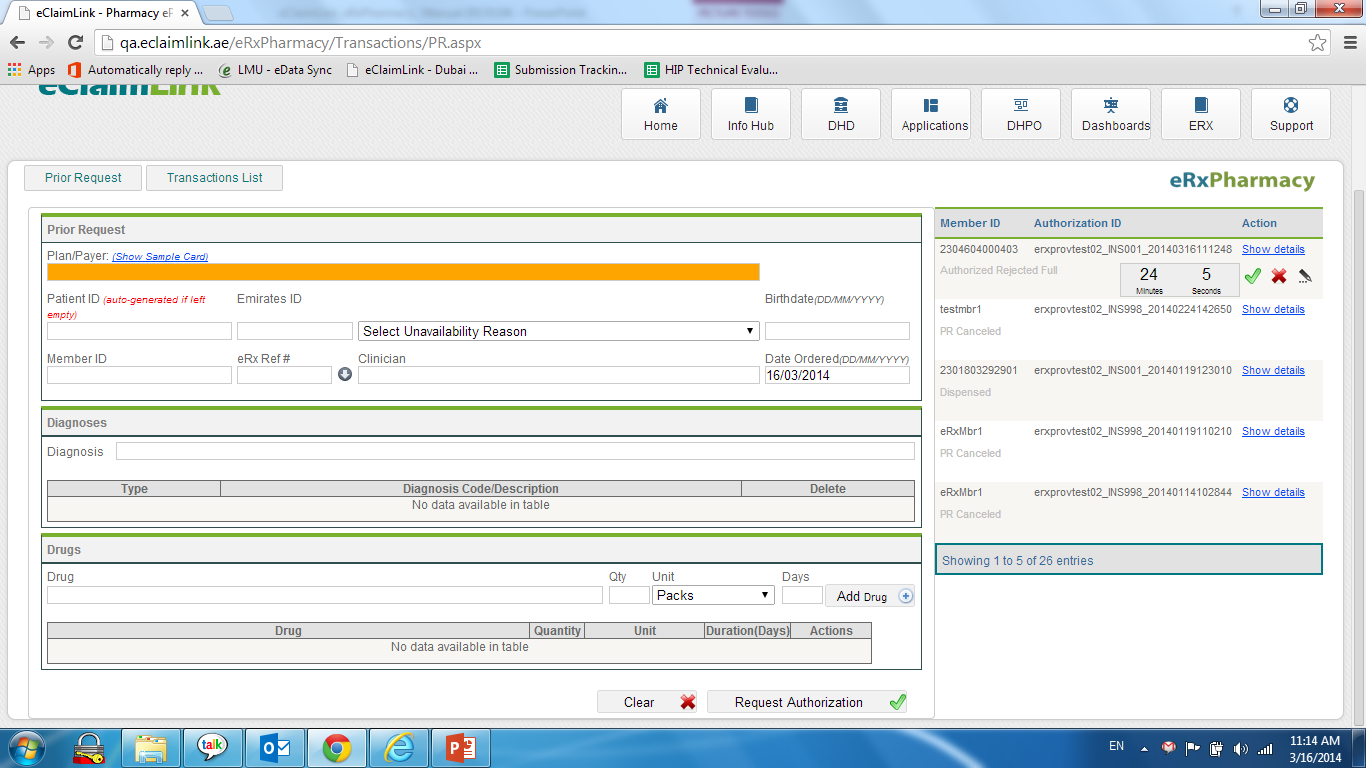 eClaimLink - Pharmacy eF
qa.eclaimlink.ae/eRxPharmacy/Transactions/PR.aspx
Apps Automatically reply ... LMU - eData Sync eClaimLink - Dubai ... Submission Trackin... HIP Technical Evalu...
eClaimLink
Home Info Hub DHD Applications DHPO Dashboards ERX Support
Prior Request Transactions List
eRxPharmacy
Prior Request
Plan/Payer: (Show Sample Card)
Patient ID (auto-generated if left empty) Emirates ID Birthdate(DD/MM/YYYY)
Select Unavailability Reason
Member ID eRx Ref # Clinician Date Ordered(DD/MM/YYYY)
16/03/2014
Diagnoses
Diagnosis
Type Diagnosis Code/Description Delete
No data available in table
Drugs
Drug Qty Unit Days
Packs Add Drug
Drug Quantity Unit Duration(Days) Actions
No data available in table
Clear Request Authorization
Member ID Authorization ID Action
2304604000403 erxprovtest02_INS001_20140316111248 Show details
Authorized Rejected Full 24 Minutes 5 Seconds
testmbr1 erxprovtest02_INS998_20140224142650 Show details
PR Canceled
2301803292901 erxprovtest02_INS001_20140119123010 Show details
Dispensed
eRxMbr1 erxprovtest02_INS998_20140119110210 Show details
PR Canceled
eRxMbr1 erxprovtest02_INS998_20140114102844 Show details
PR Canceled
Showing 1 to 5 of 26 entries
talk
EN
11:14 AM
3/16/2014